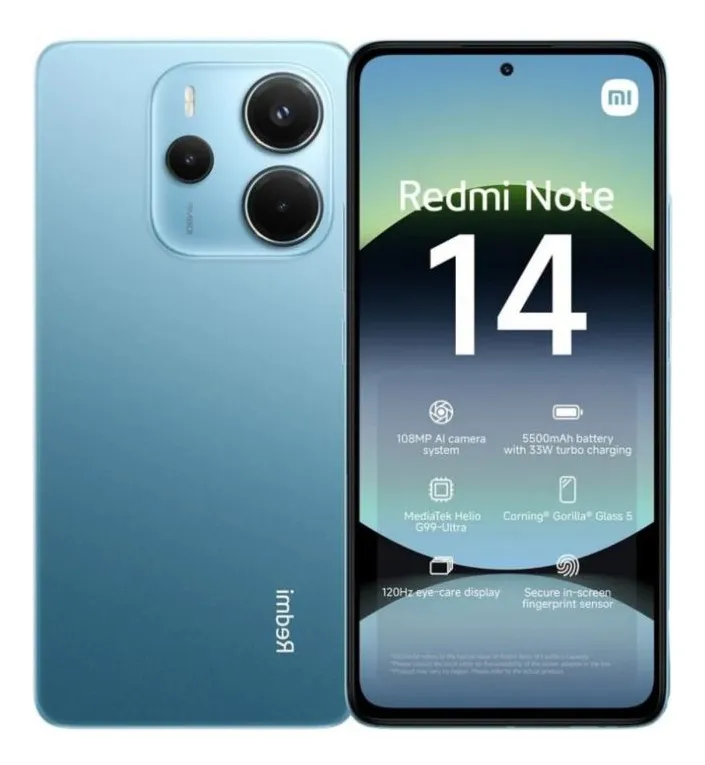 mi
Redmi Note
14
108MP AI camera
system
5500mAh battery
with 33W turbo charging
MediaTek Helio
G99-Ultra
Corning® Gorilla® Glass 5
120Hz eye-care display
Secure in-screen
fingerprint sensor
Redmi